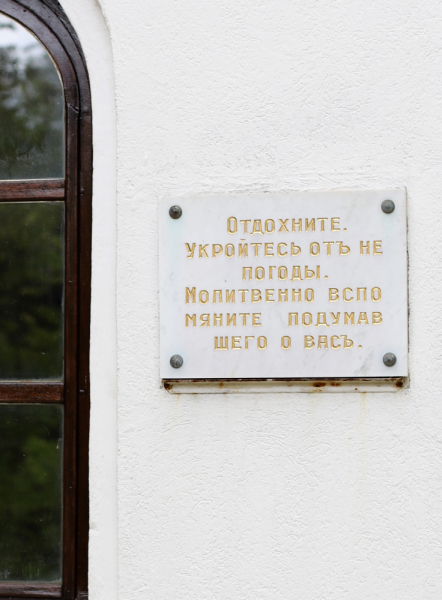 Отдохните.
Укройтесь отъ не
погоды.
Молитвенно вспо
мяните подумав
шего о васъ.